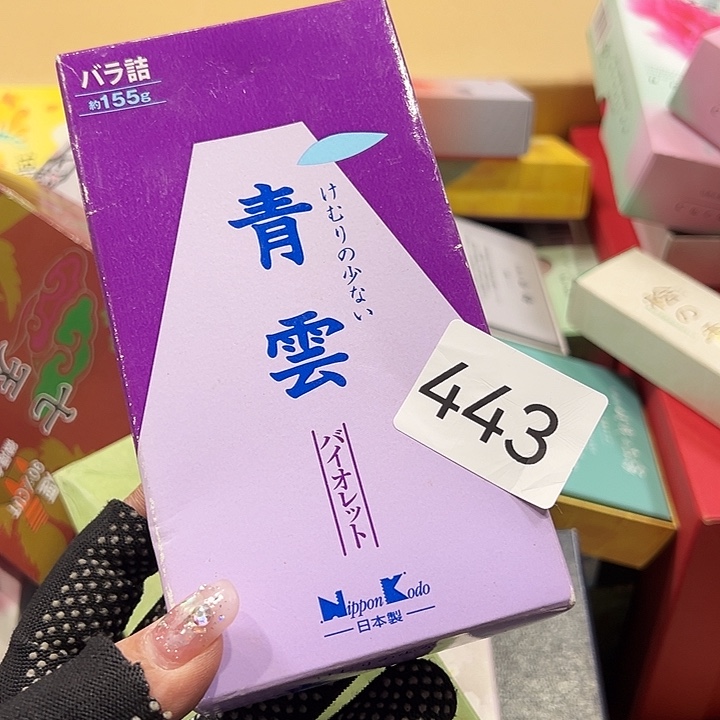 バラ詰
約155g
けむりの少ない
青雲
バイオレット
Nippon Kodo
日本製
443